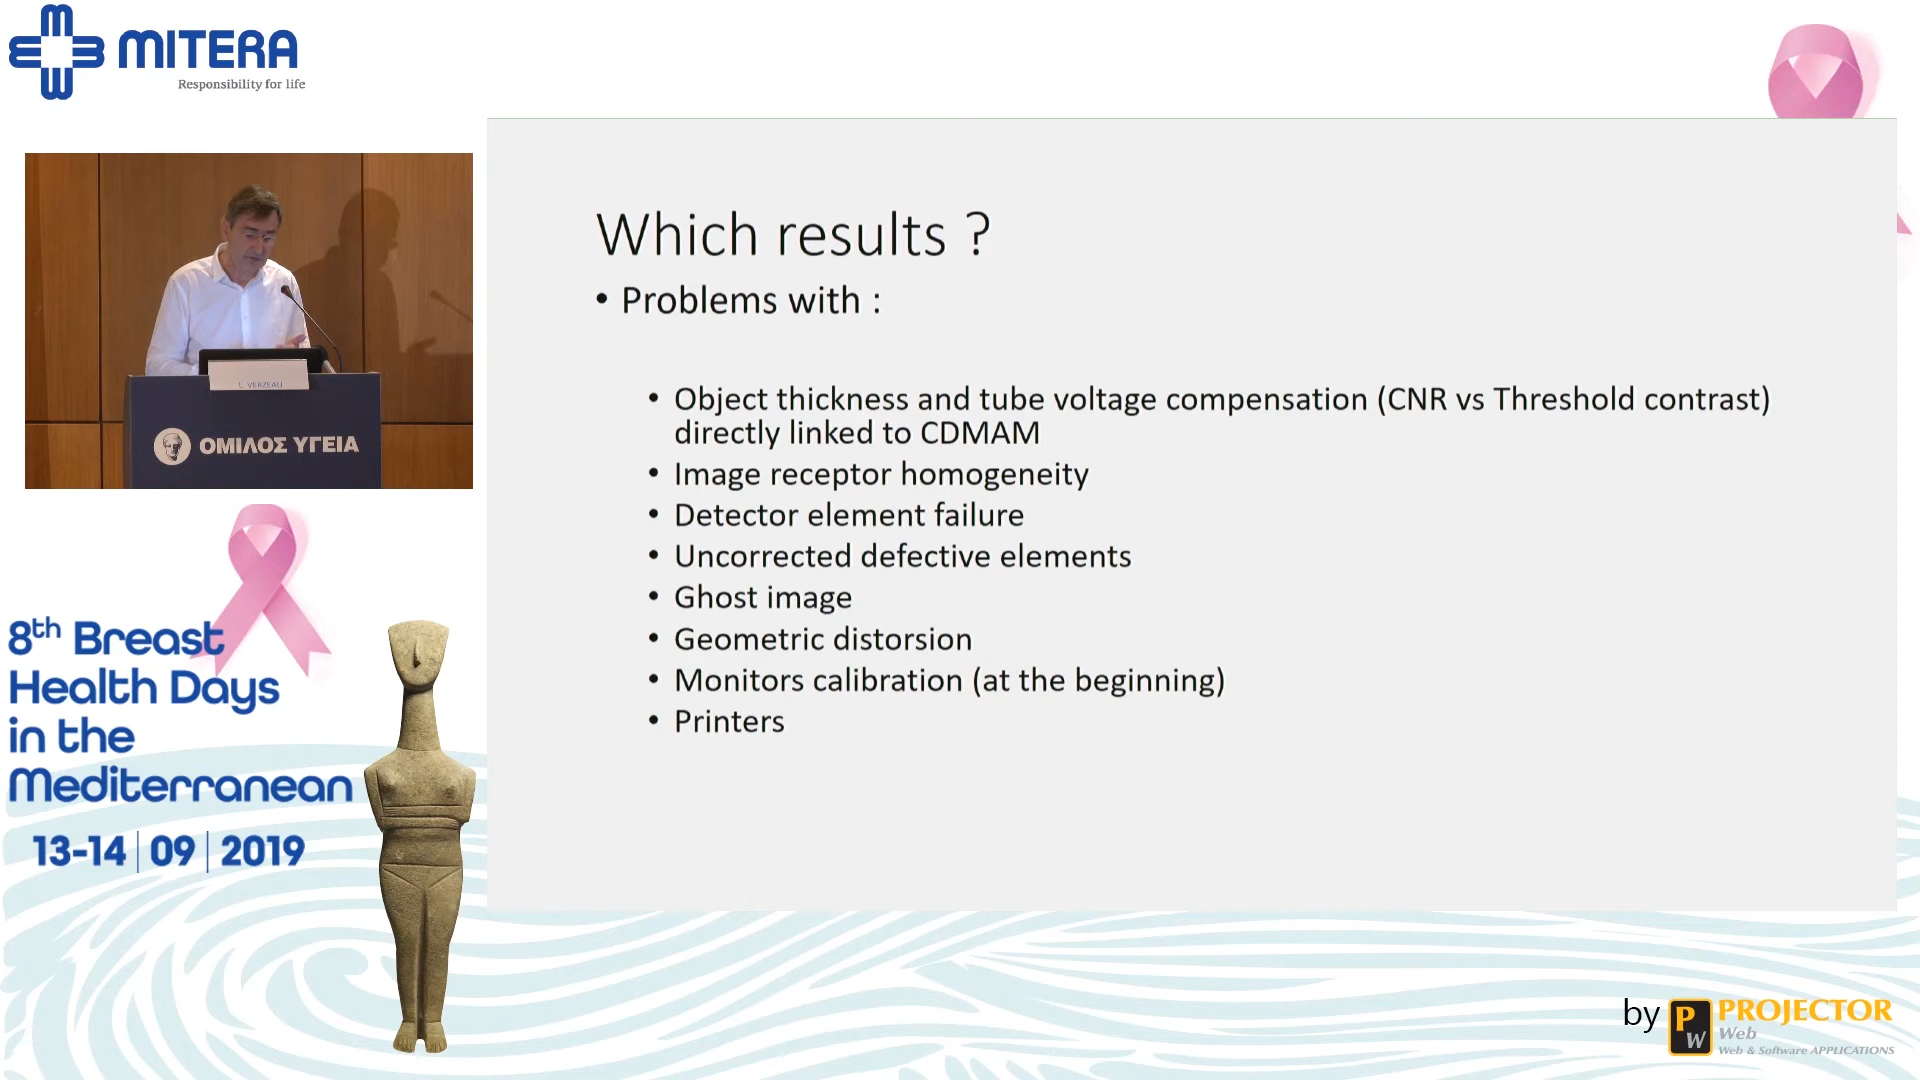 MITERA
Responsibility for life
L. VERZEAU
ΟΜΙΛΟΣ ΥΓΕΙΑ
8th Breast
Health Days
in the
Mediterranean
13-14 | 09 | 2019
Which results ?
• Problems with :
• Object thickness and tube voltage compensation (CNR vs Threshold contrast)
directly linked to CDMAM
• Image receptor homogeneity
• Detector element failure
• Uncorrected defective elements
• Ghost image
• Geometric distorsion
• Monitors calibration (at the beginning)
• Printers
by PW PROJECTOR
Web
Web & Software APPLICATIONS